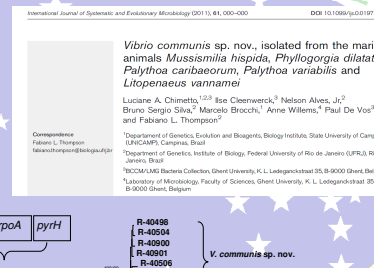 International Journal of Systematic and Evolutionary Microbiology (2011), 61, 000–000 DOI 10.1099/ijs.0.0197
Vibrio communis sp. nov., isolated from the mari
animals Mussismilia hispida, Phyllogorgia dilatat
Palythoa caribaeorum, Palythoa variabilis and
Litopenaeus vannamei
Luciane A. Chimetto,1,2,3 Ilse Cleenwerck,3 Nelson Alves, Jr,2
Bruno Sergio Silva,2 Marcelo Brocchi,1 Anne Willems,4 Paul De Vos3
and Fabiano L. Thompson2
Correspondence
Fabiano L. Thompson
fabiano.thompson@biologia.ufrj.br
1Department of Genetics, Evolution and Bioagents, Biology Institute, State University of Camp
(UNICAMP), Campinas, Brazil
2Department of Genetics, Institute of Biology, Federal University of Rio de Janeiro (UFRJ), Ri
Janeiro, Brazil
3BCCM/LMG Bacteria Collection, Ghent University, K. L. Ledeganckstraat 35, B-9000 Ghent, Bel
4Laboratory of Microbiology, Faculty of Sciences, Ghent University, K. L. Ledeganckstraat 35
B-9000 Ghent, Belgium
rpoA pyrH
R-40498
R-40504
R-40900
R-40901
V. communis sp. nov.
R-40506